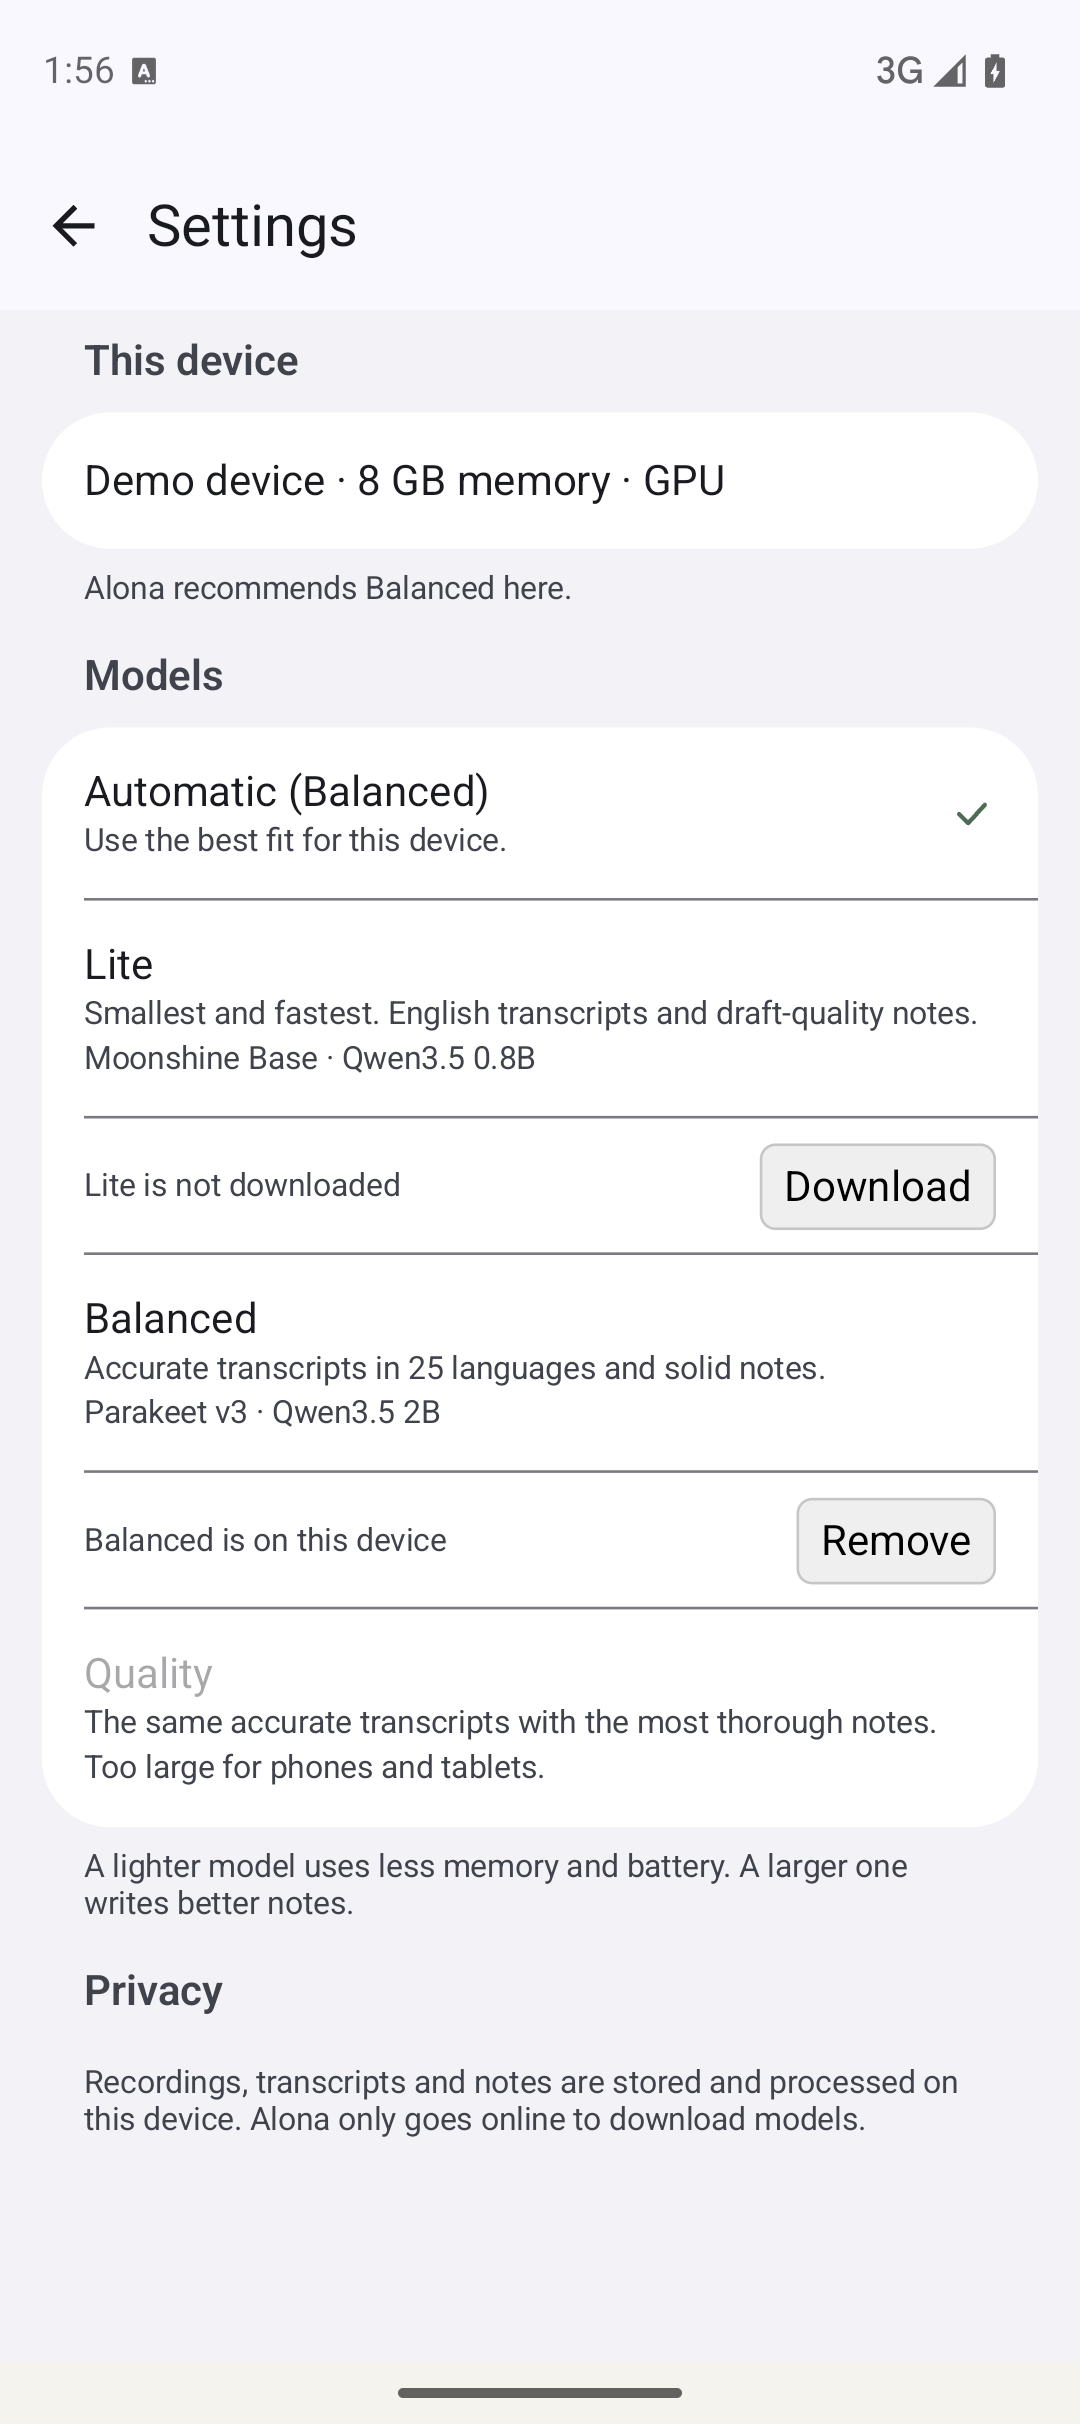 1:56
3G
Settings
This device
Demo device · 8 GB memory · GPU
Alona recommends Balanced here.
Models
Automatic (Balanced)
Use the best fit for this device.
Lite
Smallest and fastest. English transcripts and draft-quality notes.
Moonshine Base · Qwen3.5 0.8B
Lite is not downloaded
Download
Balanced
Accurate transcripts in 25 languages and solid notes.
Parakeet v3 · Qwen3.5 2B
Balanced is on this device
Remove
Quality
The same accurate transcripts with the most thorough notes.
Too large for phones and tablets.
A lighter model uses less memory and battery. A larger one
writes better notes.
Privacy
Recordings, transcripts and notes are stored and processed on
this device. Alona only goes online to download models.